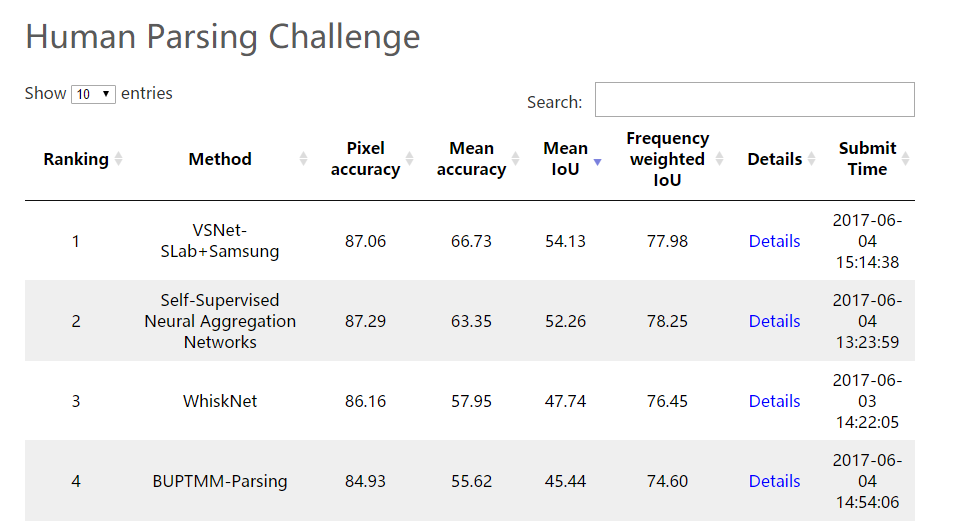 Human Parsing Challenge
Show 10 entries
Search:
Ranking Method Pixel accuracy Mean accuracy Mean IoU Frequency weighted IoU Details Submit Time
1 VSNet-SLab+Samsung 87.06 66.73 54.13 77.98 Details 2017-06-04 15:14:38
2 Self-Supervised Neural Aggregation Networks 87.29 63.35 52.26 78.25 Details 2017-06-04 13:23:59
3 WhiskNet 86.16 57.95 47.74 76.45 Details 2017-06-03 14:22:05
4 BUPTMM-Parsing 84.93 55.62 45.44 74.60 Details 2017-06-04 14:54:06